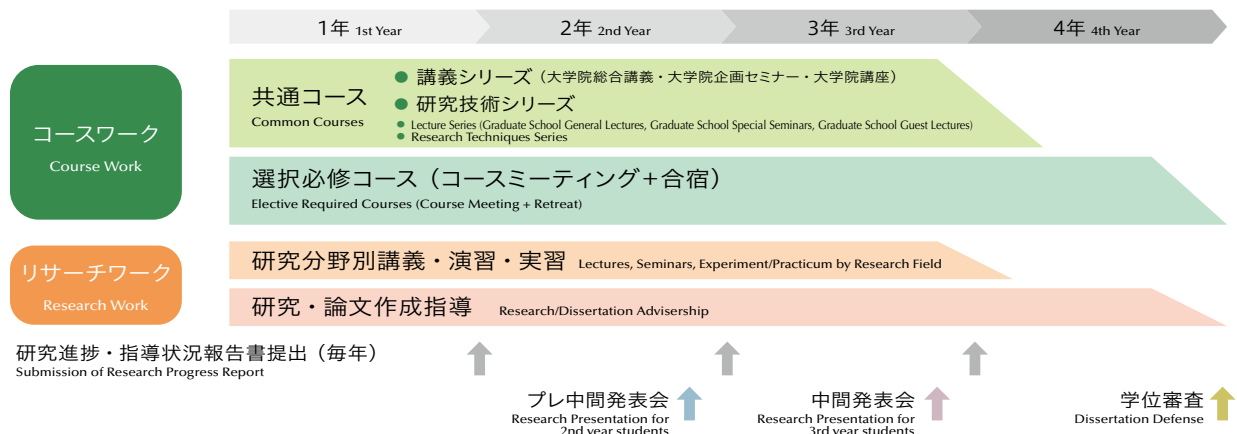 1年 1st Year
2年 2nd Year
3年 3rd Year
4年 4th Year
コースワーク
Course Work
共通コース
Common Courses
● 講義シリーズ（大学院総合講義・大学院企画セミナー・大学院講座）
● 研究技術シリーズ
● Lecture Series (Graduate School General Lectures, Graduate School Special Seminars, Graduate School Guest Lectures)
● Research Techniques Series
選択必修コース（コースミーティング＋合宿）
Elective Required Courses (Course Meeting + Retreat)
リサーチワーク
Research Work
研究分野別講義・演習・実習 Lectures, Seminars, Experiment/Practicum by Research Field
研究・論文作成指導 Research/Dissertation Advisership
研究進捗・指導状況報告書提出（毎年）
Submission of Research Progress Report
プレ中間発表会
Research Presentation for
2nd year students
中間発表会
Research Presentation for
3rd year students
学位審査
Dissertation Defense